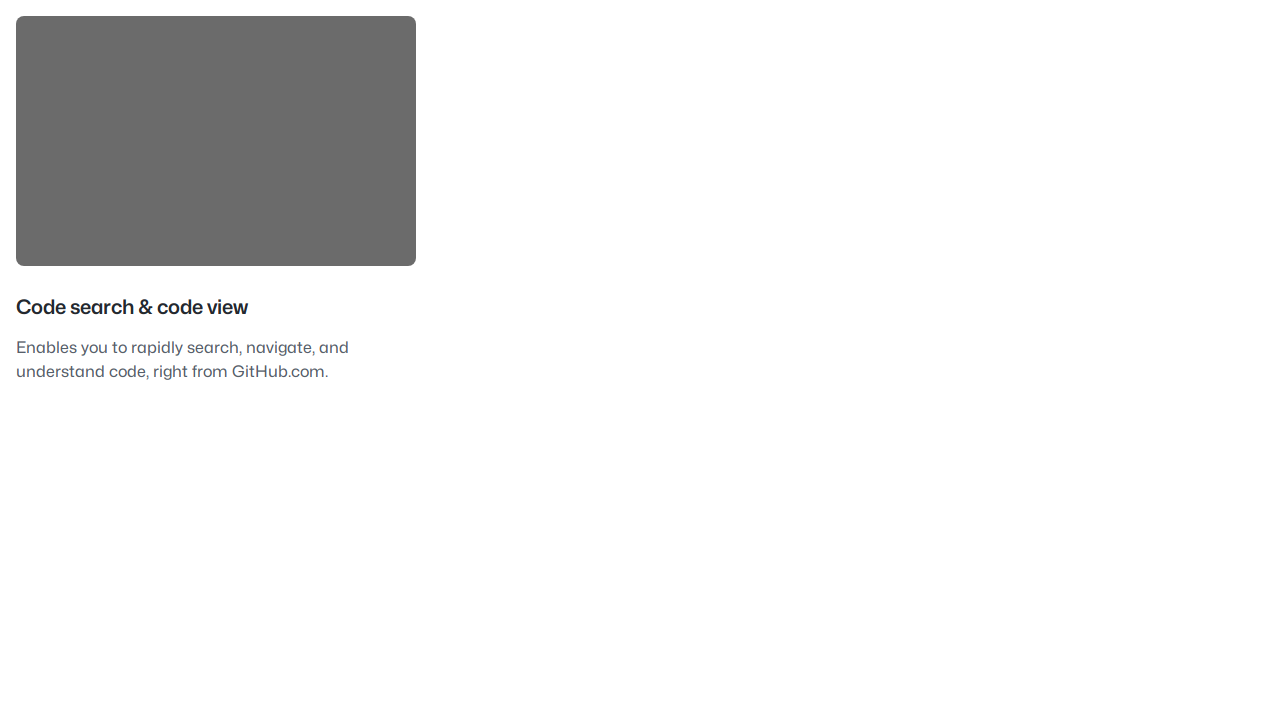 Code search & code view
Enables you to rapidly search, navigate, and
understand code, right from GitHub.com.